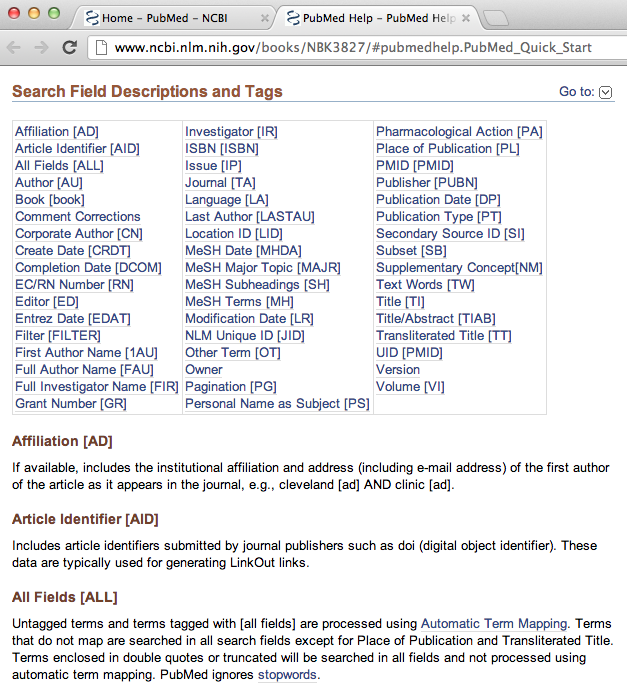 Home – PubMed – NCBI
PubMed Help – PubMed Help
www.ncbi.nlm.nih.gov/books/NBK3827/#pubmedhelp.PubMed_Quick_Start
Search Field Descriptions and Tags
Go to:
Affiliation [AD]
Article Identifier [AID]
All Fields [ALL]
Author [AU]
Book [book]
Comment Corrections
Corporate Author [CN]
Create Date [CRDT]
Completion Date [DCOM]
EC/RN Number [RN]
Editor [ED]
Entrez Date [EDAT]
Filter [FILTER]
First Author Name [1AU]
Full Author Name [FAU]
Full Investigator Name [FIR]
Grant Number [GR]
Investigator [IR]
ISBN [ISBN]
Issue [IP]
Journal [TA]
Language [LA]
Last Author [LASTAU]
Location ID [LID]
MeSH Date [MHDA]
MeSH Major Topic [MAJR]
MeSH Subheadings [SH]
MeSH Terms [MH]
Modification Date [LR]
NLM Unique ID [JID]
Other Term [OT]
Owner
Pagination [PG]
Personal Name as Subject [PS]
Pharmacological Action [PA]
Place of Publication [PL]
PMID [PMID]
Publisher [PUBN]
Publication Date [DP]
Publication Type [PT]
Secondary Source ID [SI]
Subset [SB]
Supplementary Concept[NM]
Text Words [TW]
Title [TI]
Title/Abstract [TIAB]
Transliterated Title [TT]
UID [PMID]
Version
Volume [VI]
Affiliation [AD]
If available, includes the institutional affiliation and address (including e-mail address) of the first author
of the article as it appears in the journal, e.g., cleveland [ad] AND clinic [ad].
Article Identifier [AID]
Includes article identifiers submitted by journal publishers such as doi (digital object identifier). These
data are typically used for generating LinkOut links.
All Fields [ALL]
Untagged terms and terms tagged with [all fields] are processed using Automatic Term Mapping. Terms
that do not map are searched in all search fields except for Place of Publication and Transliterated Title.
Terms enclosed in double quotes or truncated will be searched in all fields and not processed using
automatic term mapping. PubMed ignores stopwords.